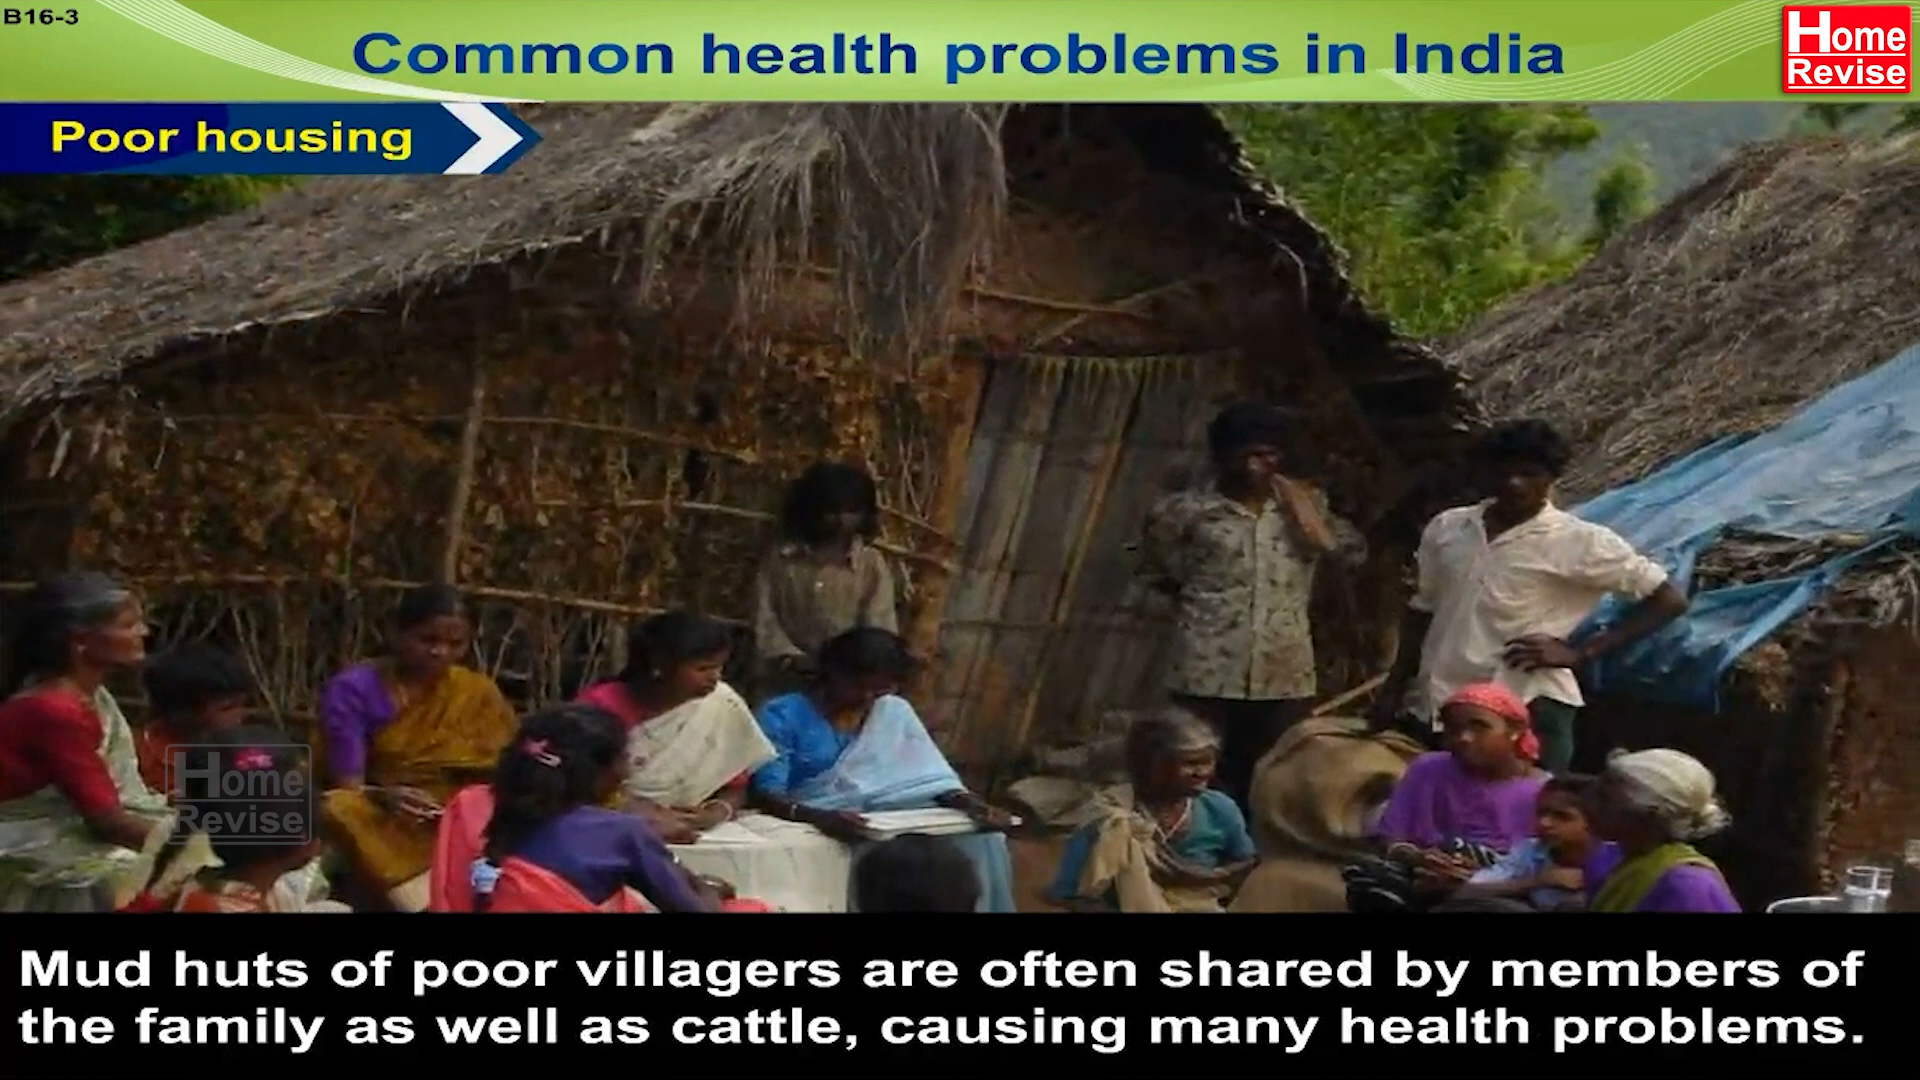 B16-3
Common health problems in India
Home
Revise
Poor housing
Home
Revise
Mud huts of poor villagers are often shared by members of
the family as well as cattle, causing many health problems.